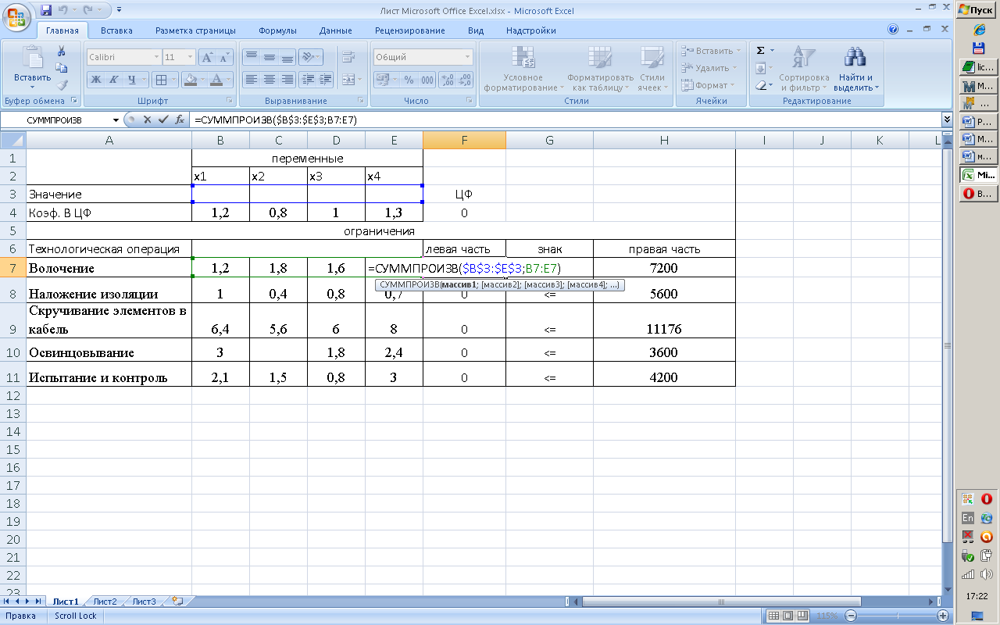 Лист Microsoft Office Excel.xlsx - Microsoft Excel
Пуск
Главная Вставка Разметка страницы Формулы Данные Рецензирование Вид Надстройки
Вставить
Calibri 11
Ж К Ч
Общий
% 000
Условное форматирование
Форматировать как таблицу
Стили ячеек
Вставить
Удалить
Формат
Σ
Сортировка и фильтр
Найти и выделить
Буфер обмена Шрифт Выравнивание Число Стили Ячейки Редактирование
СУММПРОИЗВ fx =СУММПРОИЗВ($B$3:$E$3;B7:E7)
A B C D E F G H I J K L
1 переменные
2 x1 x2 x3 x4
3 Значение ЦФ
4 Коэф. В ЦФ 1,2 0,8 1 1,3 0
5 ограничения
6 Технологическая операция левая часть знак правая часть
7 Волочение 1,2 1,8 1,6 =СУММПРОИЗВ($B$3:$E$3;B7:E7) 7200
СУММПРОИЗВ(массив1; [массив2]; [массив3]; [массив4]; ...)
8 Наложение изоляции 1 0,4 0,8 0,7 0 <= 5600
Скручивание элементов в
9 кабель 6,4 5,6 6 8 0 <= 11176
10 Освинцовывание 3 1,8 2,4 0 <= 3600
11 Испытание и контроль 2,1 1,5 0,8 3 0 <= 4200
12
13
14
15
16
17
18
19
20
21
22
23
Лист1 Лист2 Лист3
Правка Scroll Lock 115%
lic...
M...
...
P...
M...
м...
Mi...
В...
En
17:22